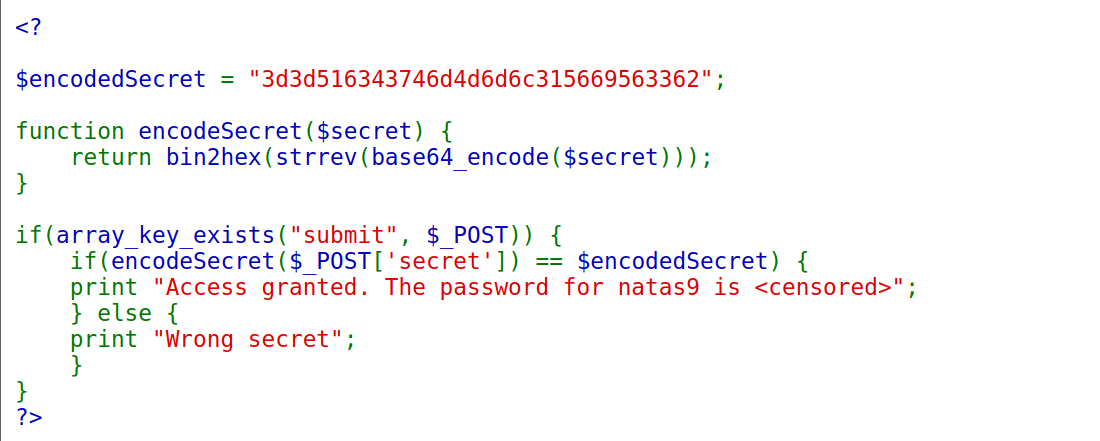 <?
$encodedSecret = "3d3d516343746d4d6d6c315669563362";
function encodeSecret($secret) {
    return bin2hex(strrev(base64_encode($secret)));
}
if(array_key_exists("submit", $_POST)) {
    if(encodeSecret($_POST['secret']) == $encodedSecret) {
    print "Access granted. The password for natas9 is <censored>";
    } else {
    print "Wrong secret";
    }
}
?>